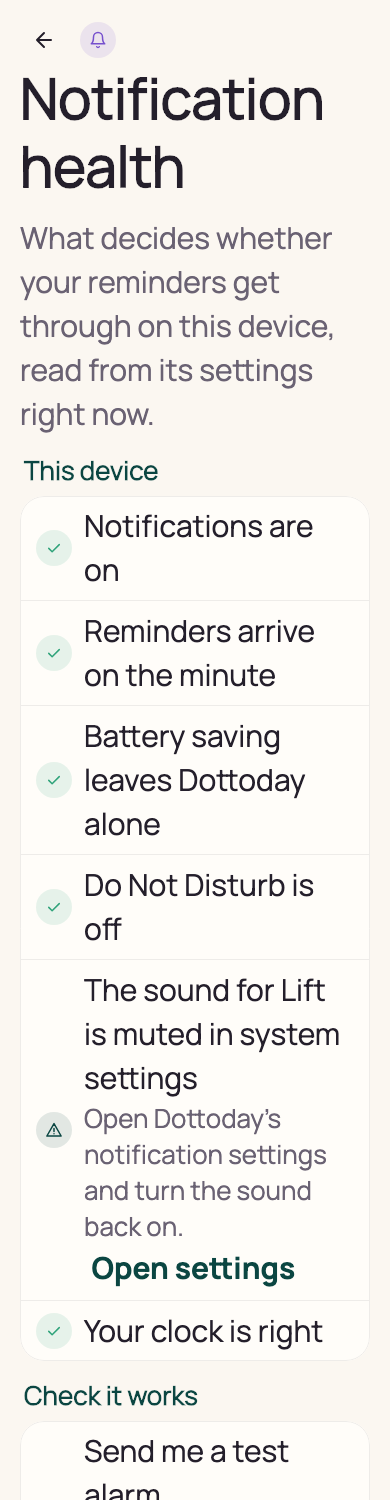 Notification
health
What decides whether
your reminders get
through on this device,
read from its settings
right now.
This device
Notifications are
on
Reminders arrive
on the minute
Battery saving
leaves Dottoday
alone
Do Not Disturb is
off
The sound for Lift
is muted in system
settings
Open Dottoday's
notification settings
and turn the sound
back on.
Open settings
Your clock is right
Check it works
Send me a test
alarm